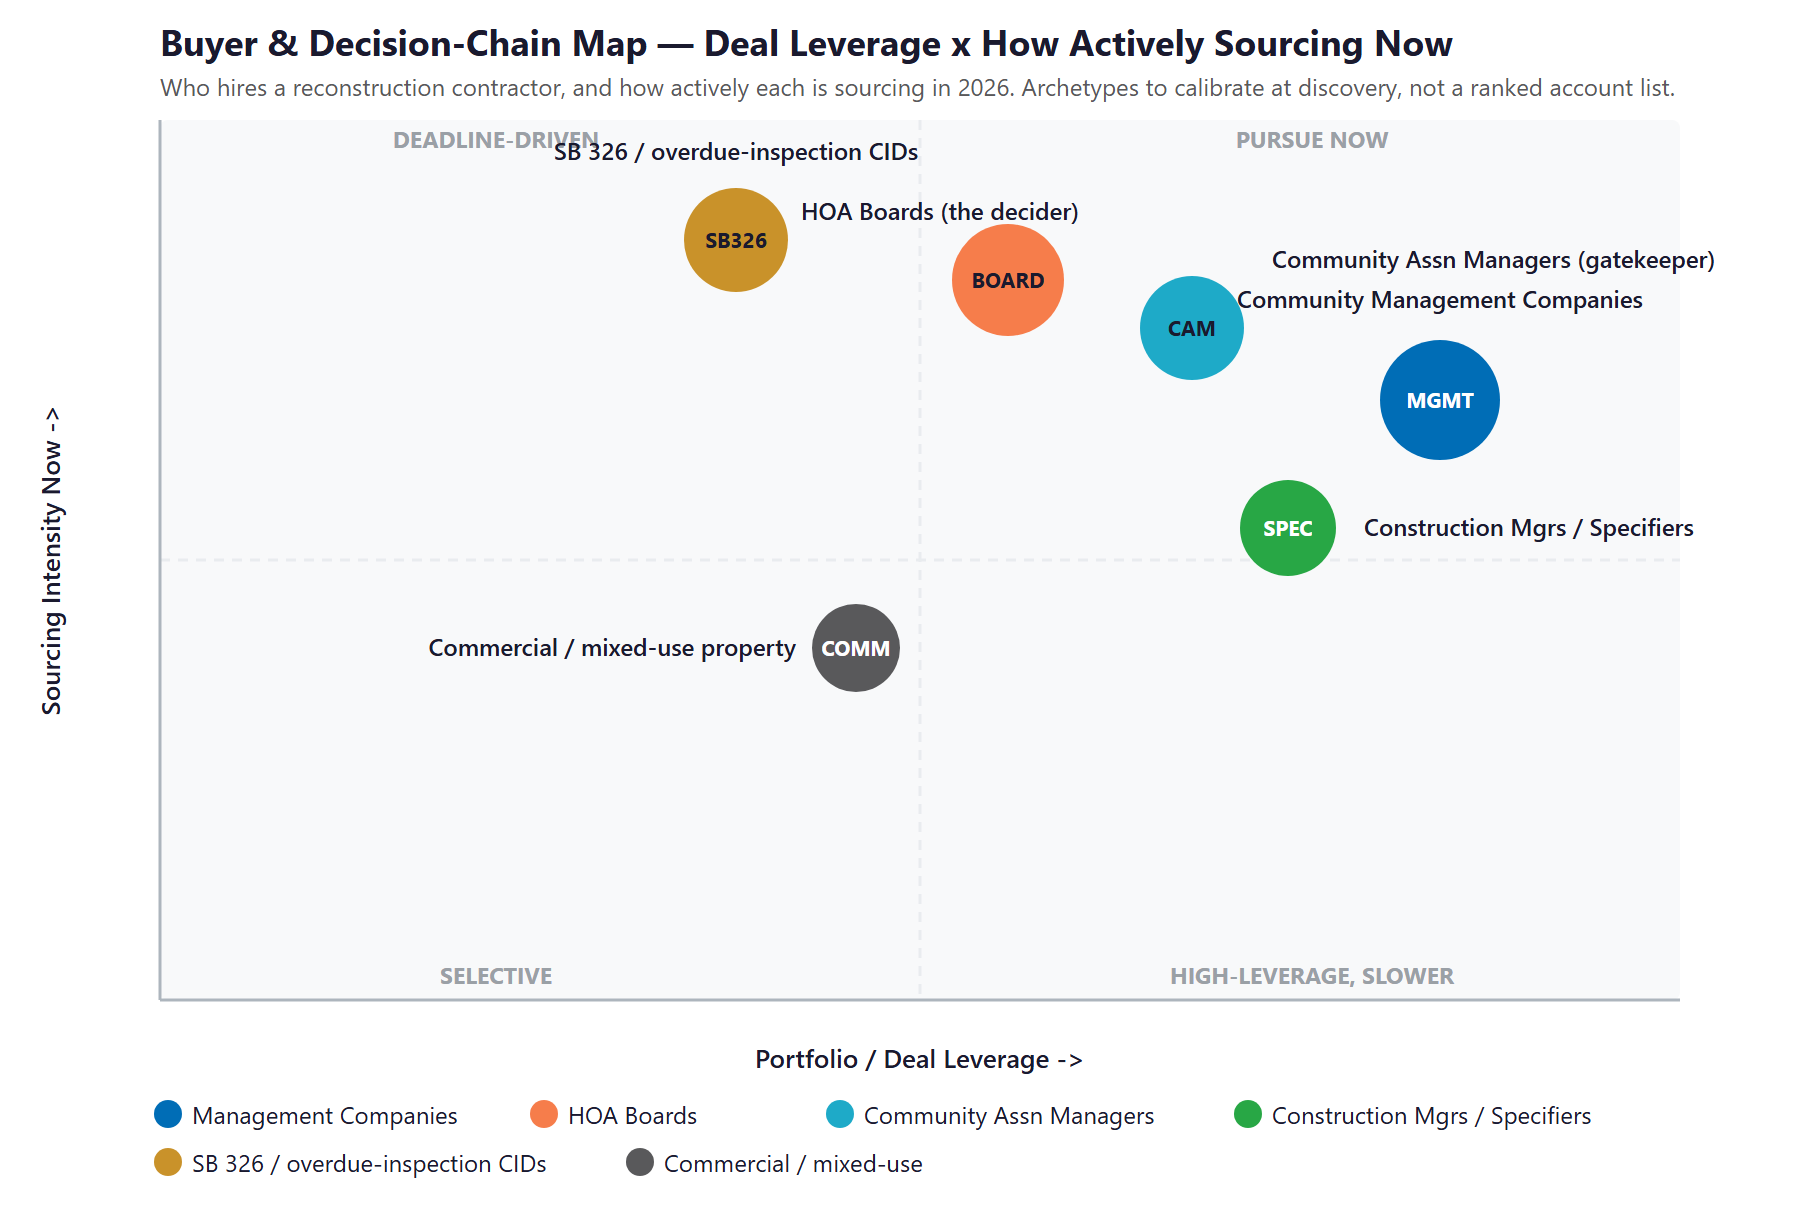 Buyer & Decision-Chain Map — Deal Leverage x How Actively Sourcing Now
Who hires a reconstruction contractor, and how actively each is sourcing in 2026. Archetypes to calibrate at discovery, not a ranked account list.
DEADLINE-DRIVEN
PURSUE NOW
SB 326 / overdue-inspection CIDs
HOA Boards (the decider)
SB326
Community Assn Managers (gatekeeper)
BOARD
Community Management Companies
CAM
MGMT
SPEC
Construction Mgrs / Specifiers
Sourcing Intensity Now ->
Commercial / mixed-use property
COMM
SELECTIVE
HIGH-LEVERAGE, SLOWER
Portfolio / Deal Leverage ->
Management Companies
HOA Boards
Community Assn Managers
Construction Mgrs / Specifiers
SB 326 / overdue-inspection CIDs
Commercial / mixed-use